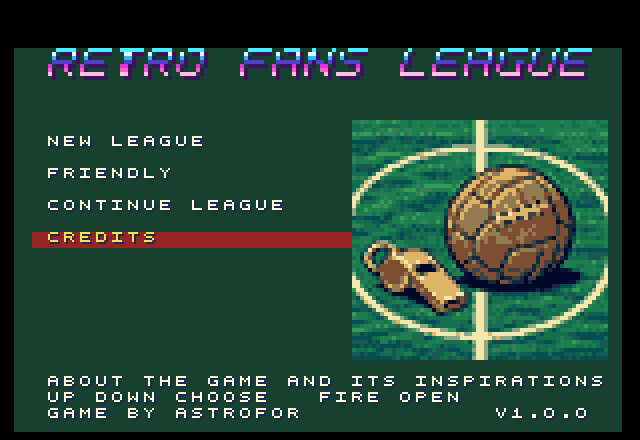 RETRO FANS LEAGUE
NEW LEAGUE
FRIENDLY
CONTINUE LEAGUE
CREDITS
ABOUT THE GAME AND ITS INSPIRATIONS
UP DOWN CHOOSE   FIRE OPEN
GAME BY ASTROFOR   V1.0.0